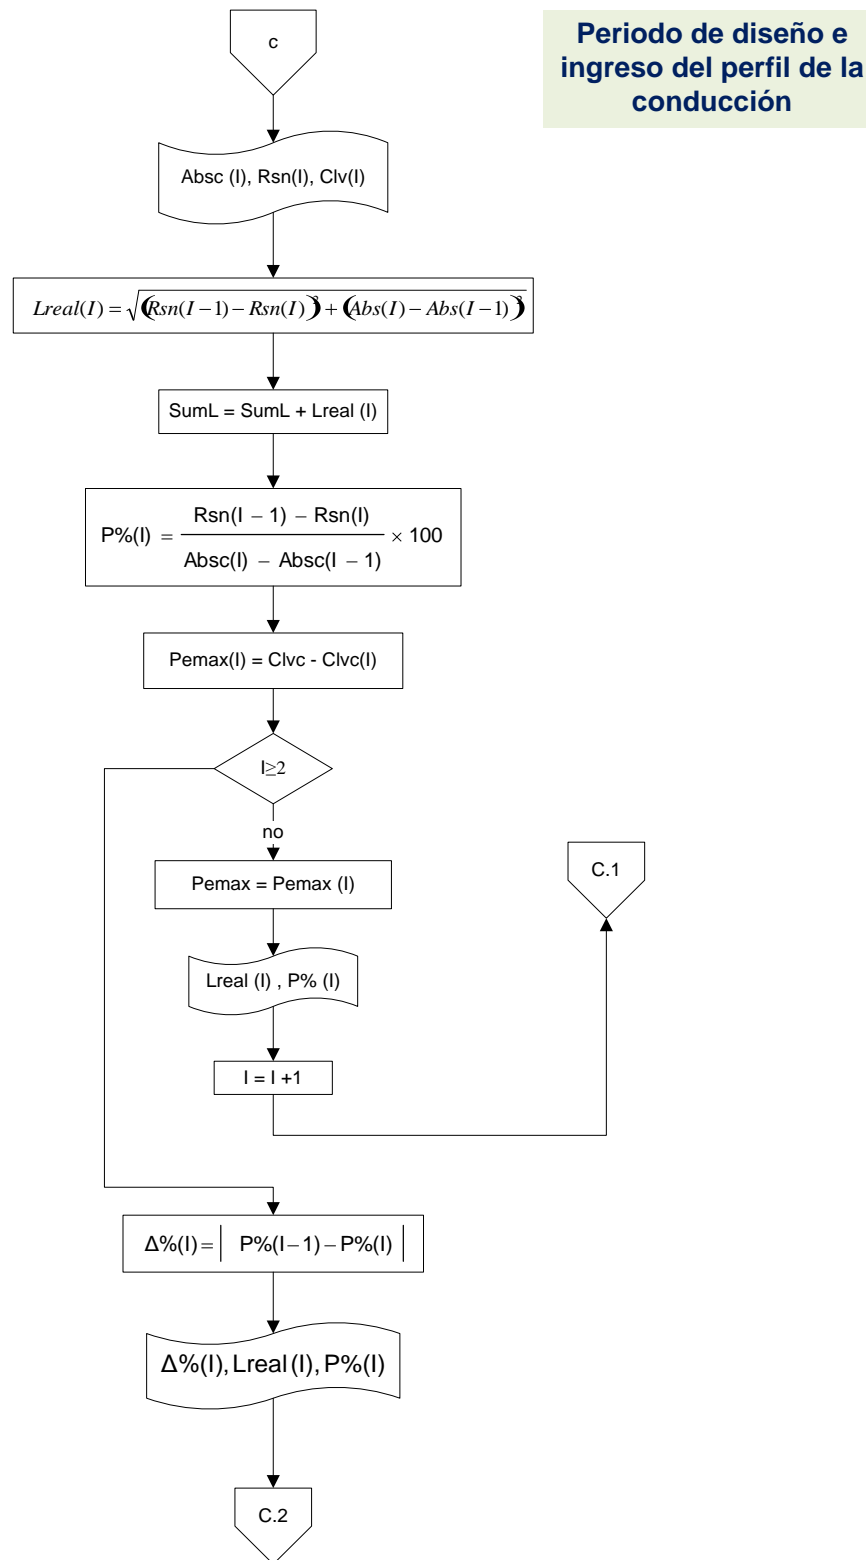 Periodo de diseño e
ingreso del perfil de la
conducción
c
Absc (I), Rsn(I), Clv(I)
Lreal(I) = √((Rsn(I−1)−Rsn(I))² + (Abs(I)−Abs(I−1))²)
SumL = SumL + Lreal (I)
Rsn(I − 1) − Rsn(I)
P%(I) = × 100
Absc(I) − Absc(I − 1)
Pemax(I) = Clvc - Clvc(I)
I≥2
no
Pemax = Pemax (I)
C.1
Lreal (I) , P% (I)
I = I +1
Δ%(I) = | P%(I−1) − P%(I) |
Δ%(I), Lreal (I), P%(I)
C.2